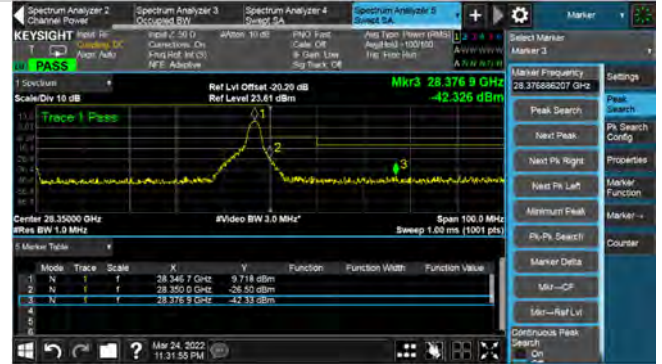 Spectrum Analyzer 2 Spectrum Analyzer 3 Spectrum Analyzer 4 Spectrum Analyzer 5 Marker
Channel Power Occupied BW Swept SA Swept SA
KEYSIGHT Input: RF Input Z: 50 Ω #Atten: 10 dB PNO: Fast Avg Type: Power (RMS) Select Marker
Coupling: DC Corrections: On Gate: Off Avg|Hold: >100/100 Marker 3
Align: Auto Freq Ref: Int (S) IF Gain: Low Trig: Free Run
NFE: Adaptive Sig Track: Off
PASS
Marker Frequency
28.376886207 GHz
Settings
1 Spectrum
Ref Lvl Offset -20.20 dB
Mkr3 28.376 9 GHz
Scale/Div 10 dB
Ref Level 23.61 dBm
-42.326 dBm
Peak Search
Peak Search
Trace 1 Pass
Next Peak
Pk Search Config
Next Pk Right
Properties
Next Pk Left
Marker Function
Minimum Peak
Marker→
Pk-Pk Search
Counter
Marker Delta
Mkr→CF
Mkr→Ref Lvl
Continuous Peak Search
On
Off
1
2
3
Center 28.35000 GHz #Video BW 3.0 MHz* Span 100.0 MHz
#Res BW 1.0 MHz Sweep 1.00 ms (1001 pts)
5 Marker Table
Mode Trace Scale X Y Function Function Width Function Value
1 N 1 f 28.346 7 GHz 9.718 dBm
2 N 1 f 28.350 0 GHz -26.50 dBm
3 N 1 f 28.376 9 GHz -42.33 dBm
4
5
6
Mar 24, 2022
11:31:55 PM